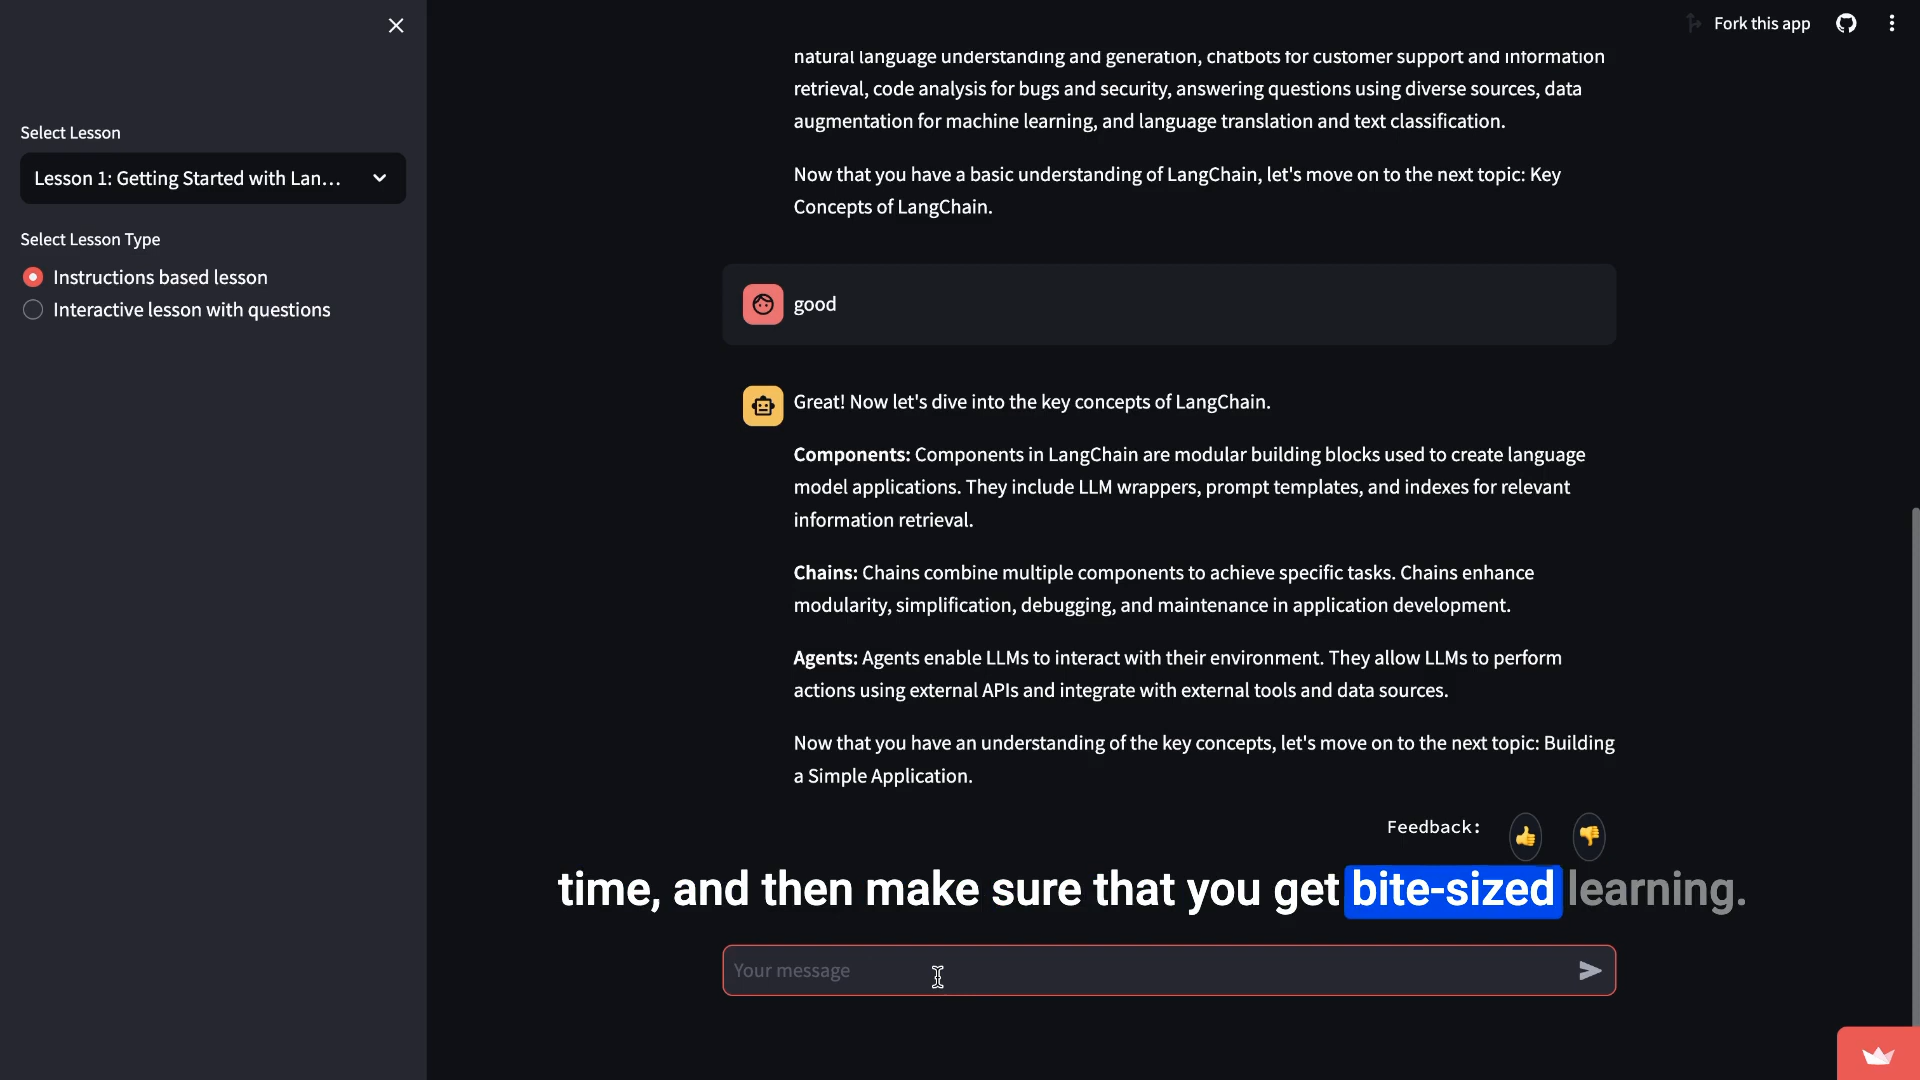 Fork this app
Select Lesson
Lesson 1: Getting Started with Lan...
Select Lesson Type
Instructions based lesson
Interactive lesson with questions
natural language understanding and generation, chatbots for customer support and information
retrieval, code analysis for bugs and security, answering questions using diverse sources, data
augmentation for machine learning, and language translation and text classification.
Now that you have a basic understanding of LangChain, let's move on to the next topic: Key
Concepts of LangChain.
good
Great! Now let's dive into the key concepts of LangChain.
Components: Components in LangChain are modular building blocks used to create language
model applications. They include LLM wrappers, prompt templates, and indexes for relevant
information retrieval.
Chains: Chains combine multiple components to achieve specific tasks. Chains enhance
modularity, simplification, debugging, and maintenance in application development.
Agents: Agents enable LLMs to interact with their environment. They allow LLMs to perform
actions using external APIs and integrate with external tools and data sources.
Now that you have an understanding of the key concepts, let's move on to the next topic: Building
a Simple Application.
Feedback:
time, and then make sure that you get bite-sized learning.
Your message